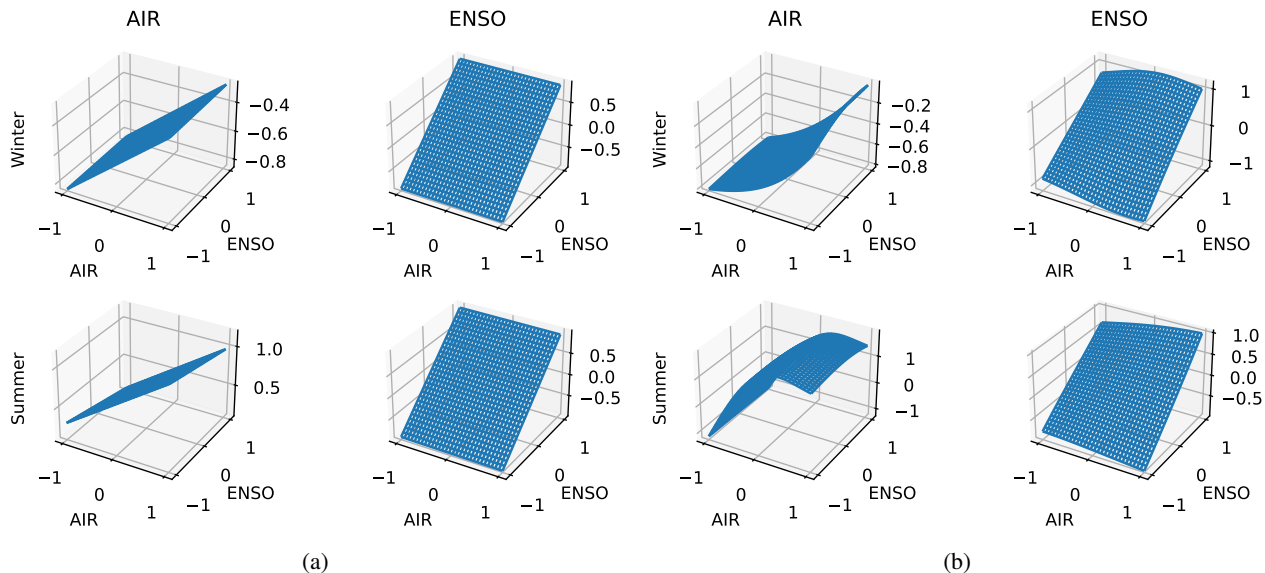 AIR ENSO AIR ENSO
Winter −1 0 1 AIR −1 0 1 ENSO −0.8 −0.6 −0.4
−1 0 1 AIR −1 0 1 ENSO −0.5 0.0 0.5
Winter −1 0 1 AIR −1 0 1 ENSO −0.8 −0.6 −0.4 −0.2
−1 0 1 AIR −1 0 1 ENSO −1 0 1
Summer −1 0 1 AIR −1 0 1 ENSO 0.5 1.0
−1 0 1 AIR −1 0 1 ENSO −0.5 0.0 0.5
Summer −1 0 1 AIR −1 0 1 ENSO −1 0 1
−1 0 1 AIR −1 0 1 ENSO −0.5 0.0 0.5 1.0
(a) (b)